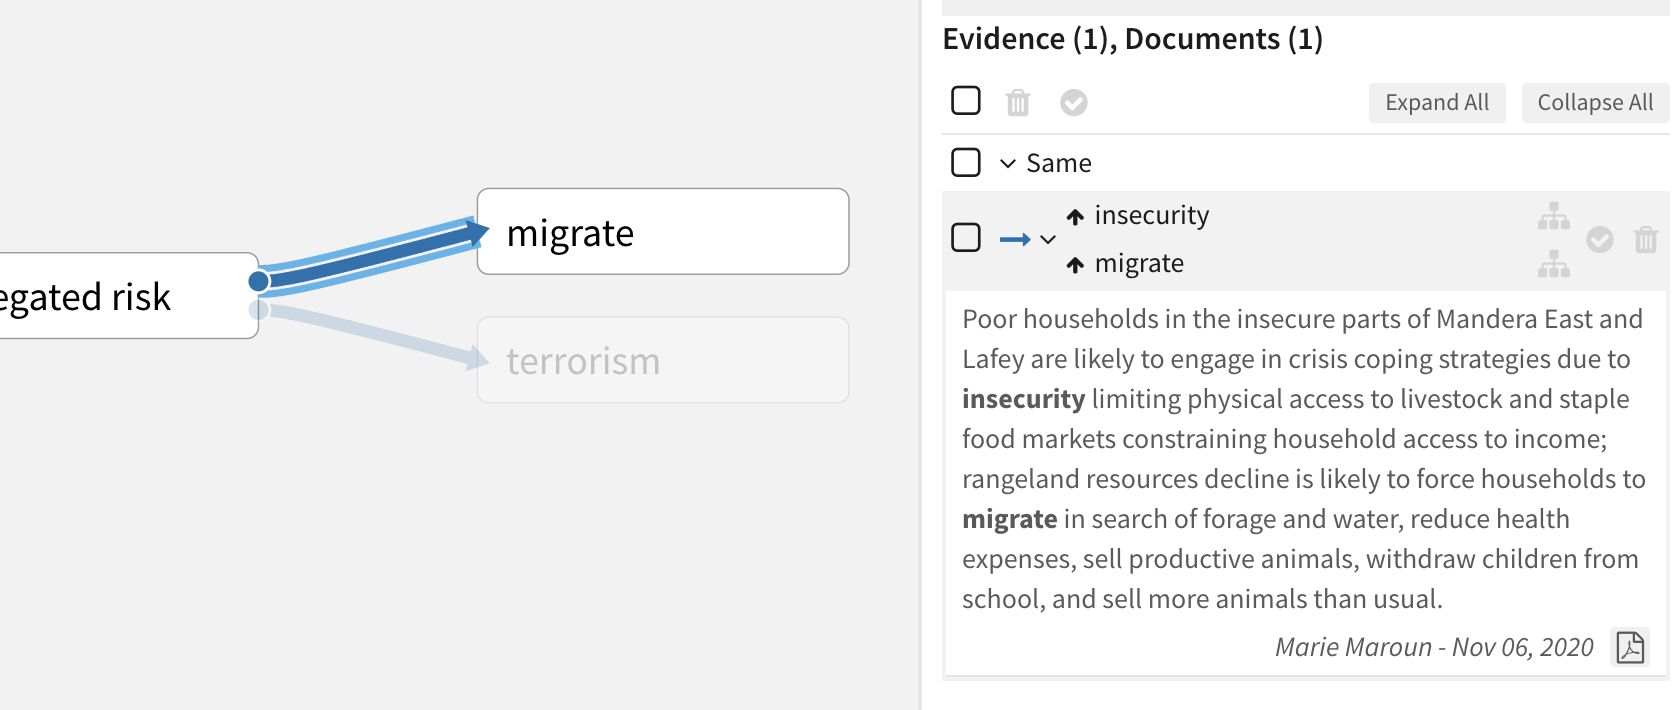 egated risk
migrate
terrorism
Evidence (1), Documents (1)
Expand All
Collapse All
Same
insecurity
migrate
Poor households in the insecure parts of Mandera East and
Lafey are likely to engage in crisis coping strategies due to
insecurity limiting physical access to livestock and staple
food markets constraining household access to income;
rangeland resources decline is likely to force households to
migrate in search of forage and water, reduce health
expenses, sell productive animals, withdraw children from
school, and sell more animals than usual.
Marie Maroun - Nov 06, 2020